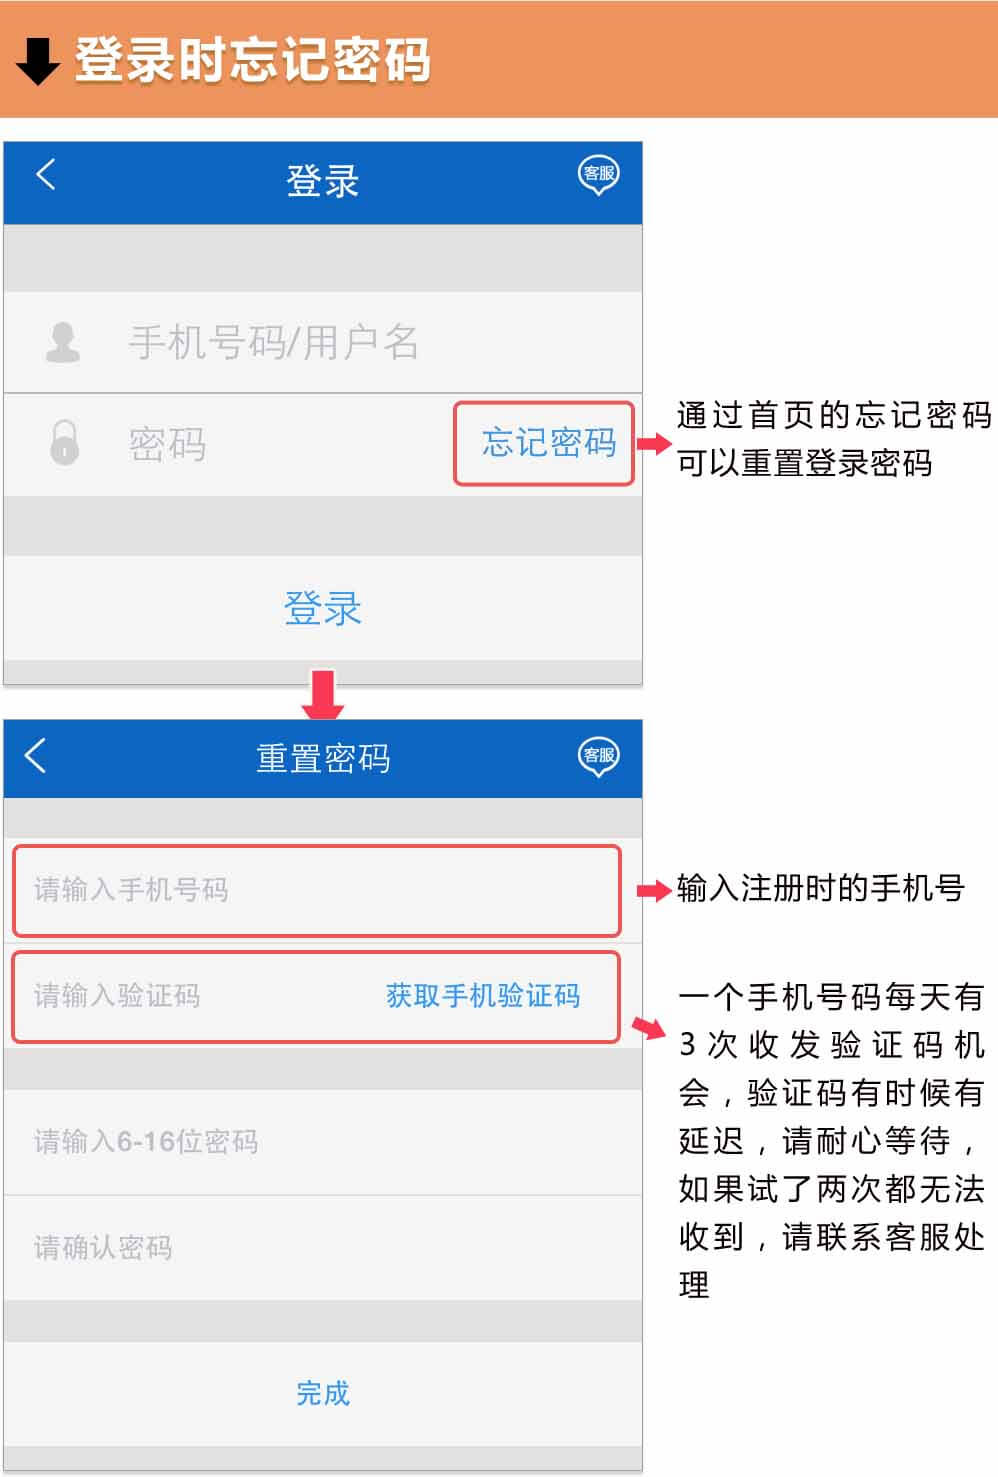 登录时忘记密码
登录
客服
手机号码/用户名
密码
忘记密码
通过首页的忘记密码
可以重置登录密码
登录
重置密码
客服
请输入手机号码
输入注册时的手机号
请输入验证码
获取手机验证码
一个手机号码每天有
3次收发验证码机
会，验证码有时候有
延迟，请耐心等待，
如果试了两次都无法
收到，请联系客服处
理
请输入6-16位密码
请确认密码
完成